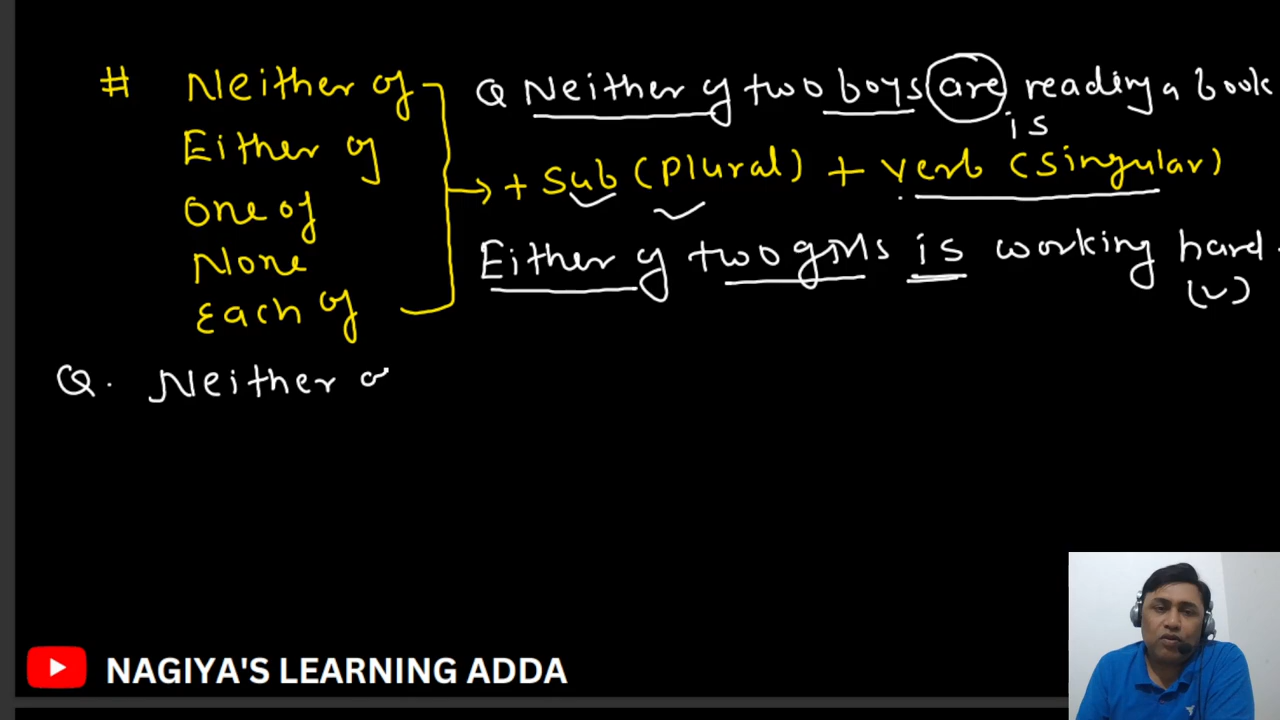 # Neither of
Either of
One of
None
Each of
Q Neither of two boys are reading a book
is
→ + Sub (Plural) + Verb (Singular)
Either of two girls is working hard
(✓)
Q. Neither o
NAGIYA'S LEARNING ADDA